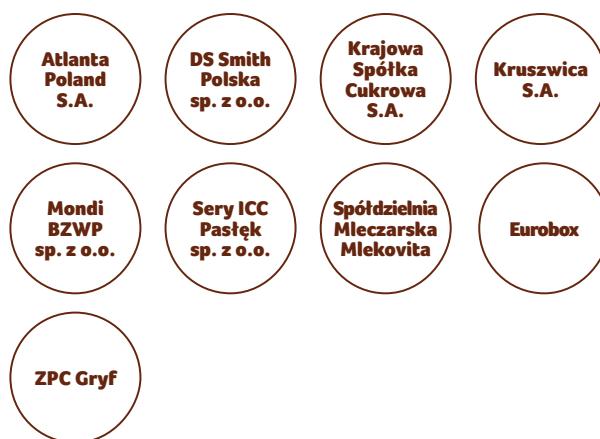 Atlanta
Poland
S.A.
DS Smith
Polska
sp. z o.o.
Krajowa
Spółka
Cukrowa
S.A.
Kruszwica
S.A.
Mondi
BZWP
sp. z o.o.
Sery ICC
Pasłęk
sp. z o.o.
Spółdzielnia
Mleczarska
Mlekovita
Eurobox
ZPC Gryf